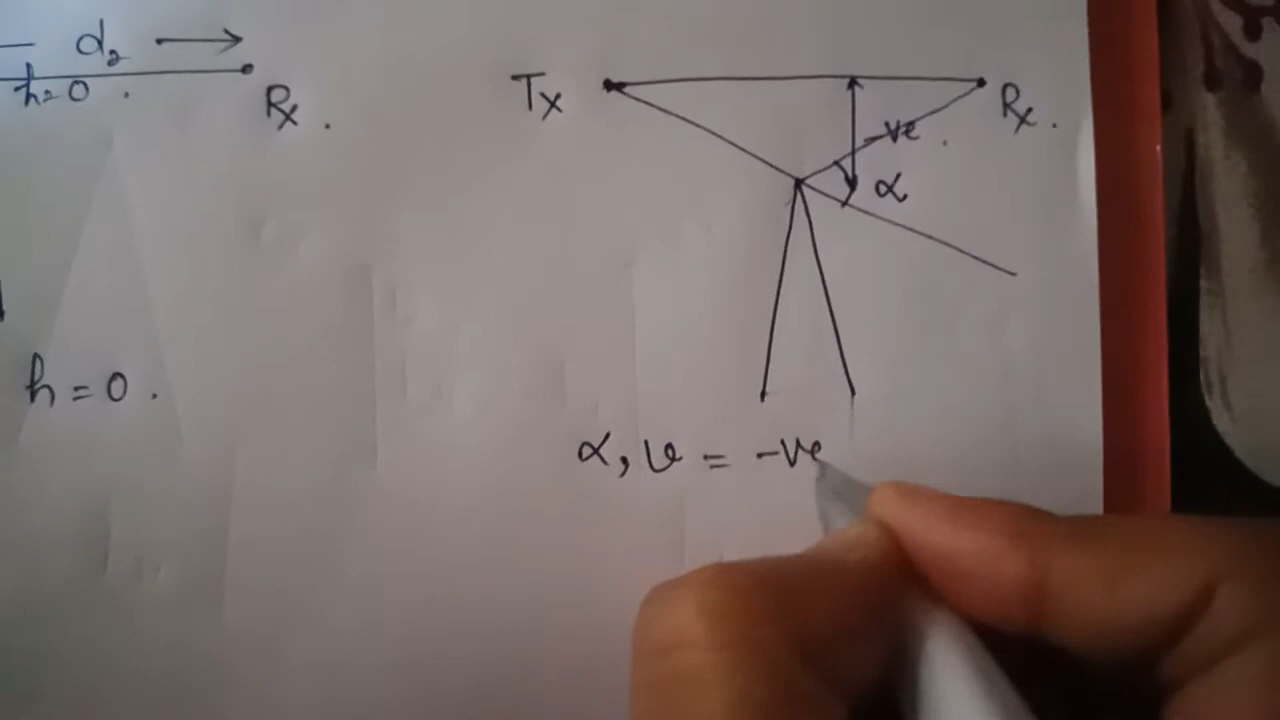 — d₂ →
h=0 .
Rx .
h = 0 .
Tx
Rx .
-ve .
α
α, υ = -ve